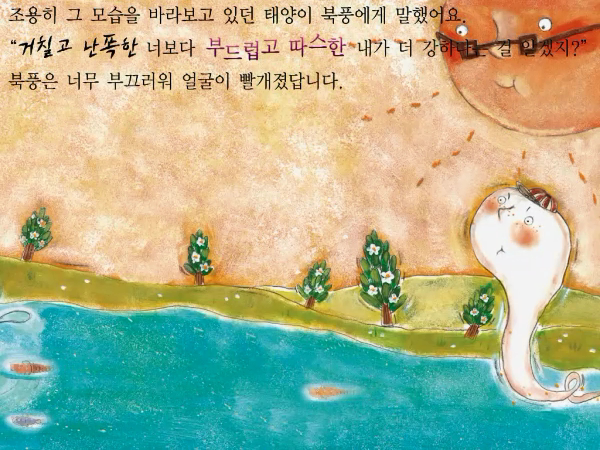 조용히 그 모습을 바라보고 있던 태양이 북풍에게 말했어요.
“거칠고 난폭한 너보다 부드럽고 따스한 내가 더 강하다는 걸 알겠지?”
북풍은 너무 부끄러워 얼굴이 빨개졌답니다.